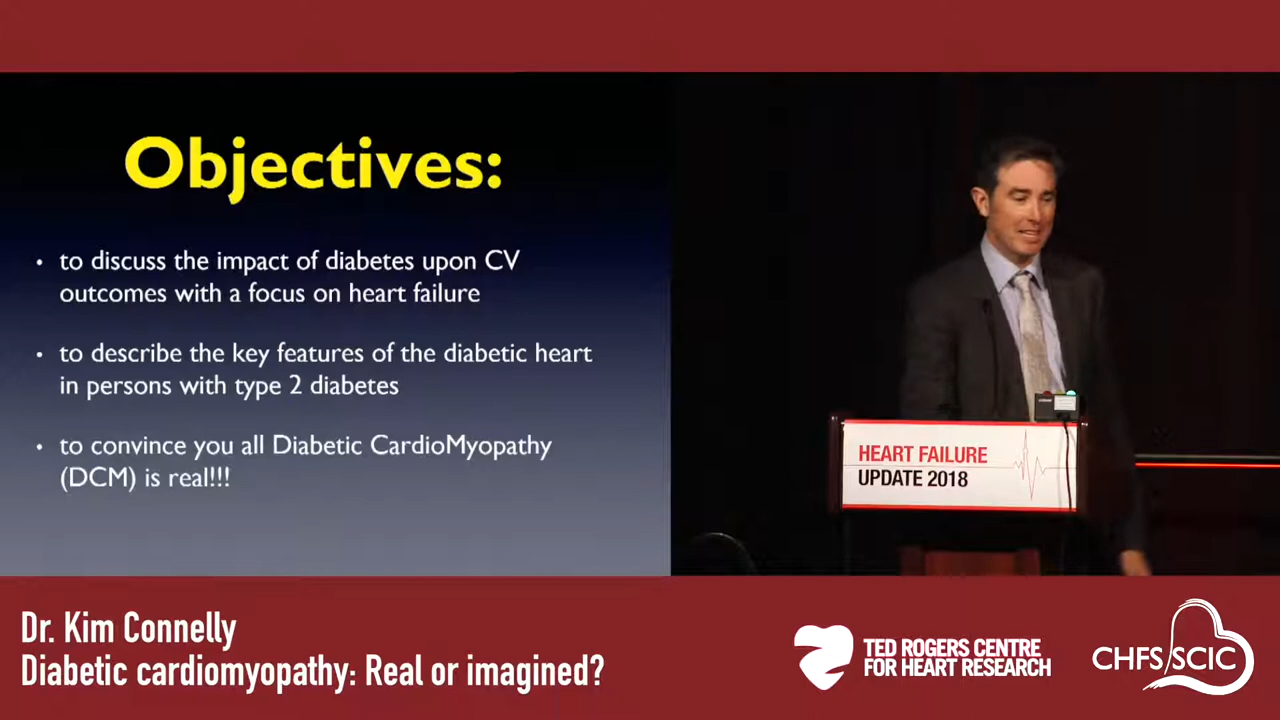 Objectives:
• to discuss the impact of diabetes upon CV
outcomes with a focus on heart failure
• to describe the key features of the diabetic heart
in persons with type 2 diabetes
• to convince you all Diabetic CardioMyopathy
(DCM) is real!!!
HEART FAILURE
UPDATE 2018
Dr. Kim Connelly
Diabetic cardiomyopathy: Real or imagined?
TED ROGERS CENTRE
FOR HEART RESEARCH
CHFS/SCIC